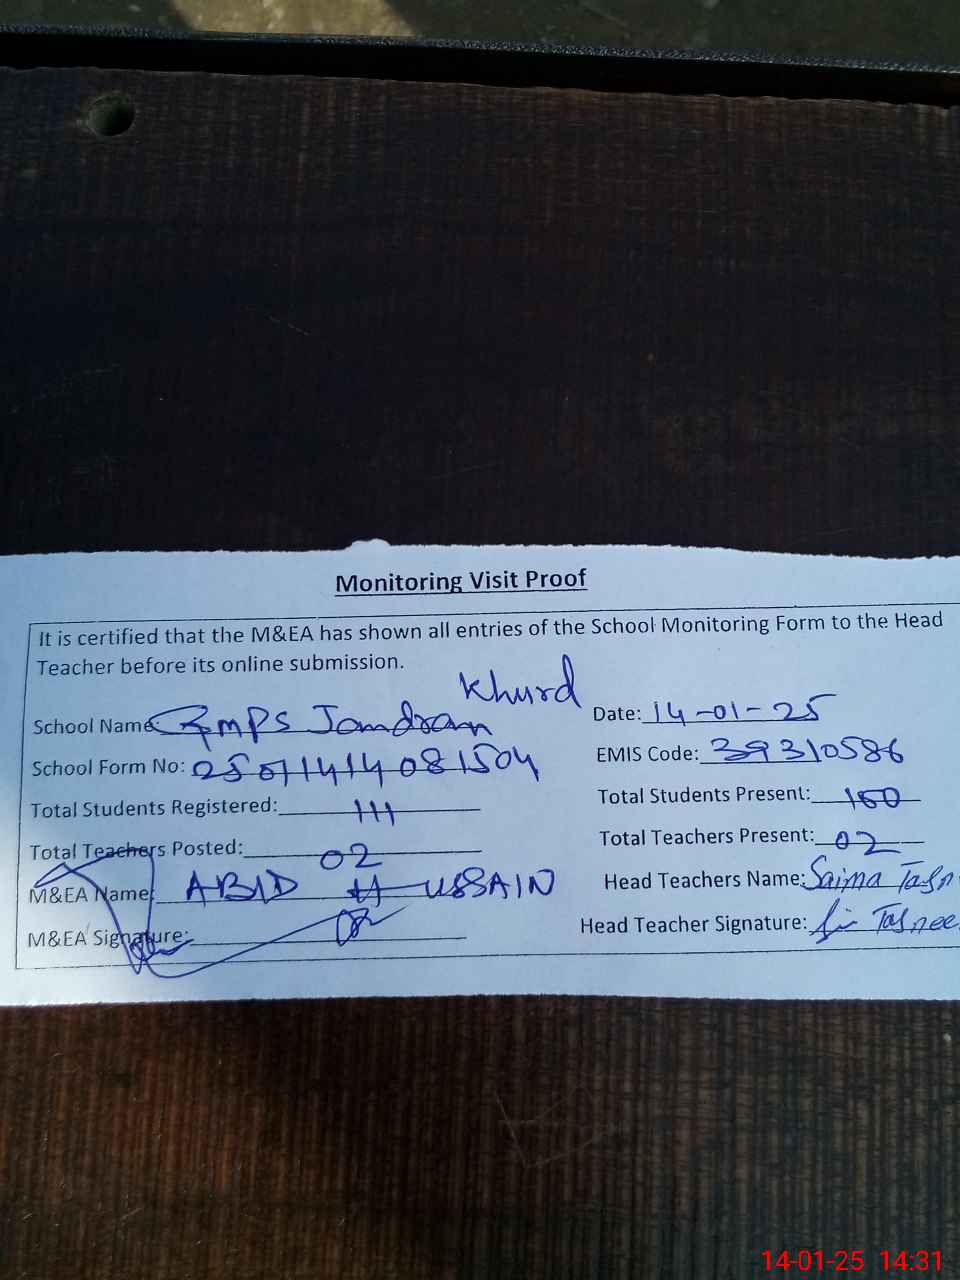 Monitoring Visit Proof
It is certified that the M&EA has shown all entries of the School Monitoring Form to the Head
Teacher before its online submission.
School Name: GMPS Jandran Khurd
Date: 14-01-25
School Form No:
EMIS Code: 39310586
Total Students Registered: 111
Total Students Present: 100
Total Teachers Posted: 02
Total Teachers Present: 02
M&EA Name: ABID HUSSAIN
Head Teachers Name: Saima
M&EA Signature:
Head Teacher Signature:
14-01-25 14:31